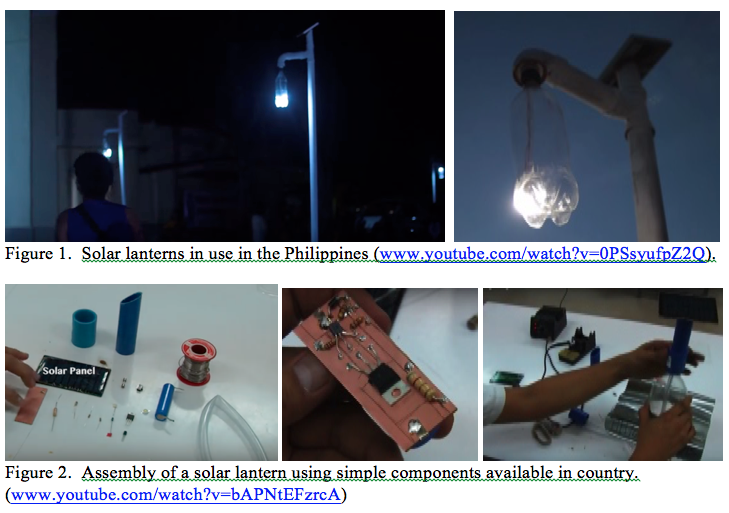 Figure 1.  Solar lanterns in use in the Philippines (www.youtube.com/watch?v=0PSsyufpZ2Q).
Solar Panel
Figure 2.  Assembly of a solar lantern using simple components available in country.
(www.youtube.com/watch?v=bAPNtEFzrcA)